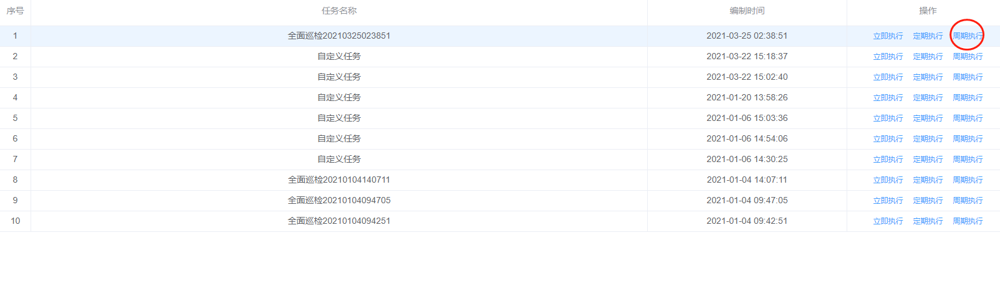 序号 任务名称 编制时间 操作
1 全面巡检20210325023851 2021-03-25 02:38:51 立即执行 定期执行 周期执行
2 自定义任务 2021-03-22 15:18:37 立即执行 定期执行 周期执行
3 自定义任务 2021-03-22 15:02:40 立即执行 定期执行 周期执行
4 自定义任务 2021-01-20 13:58:26 立即执行 定期执行 周期执行
5 自定义任务 2021-01-06 15:03:36 立即执行 定期执行 周期执行
6 自定义任务 2021-01-06 14:54:06 立即执行 定期执行 周期执行
7 自定义任务 2021-01-06 14:30:25 立即执行 定期执行 周期执行
8 全面巡检20210104140711 2021-01-04 14:07:11 立即执行 定期执行 周期执行
9 全面巡检20210104094705 2021-01-04 09:47:05 立即执行 定期执行 周期执行
10 全面巡检20210104094251 2021-01-04 09:42:51 立即执行 定期执行 周期执行